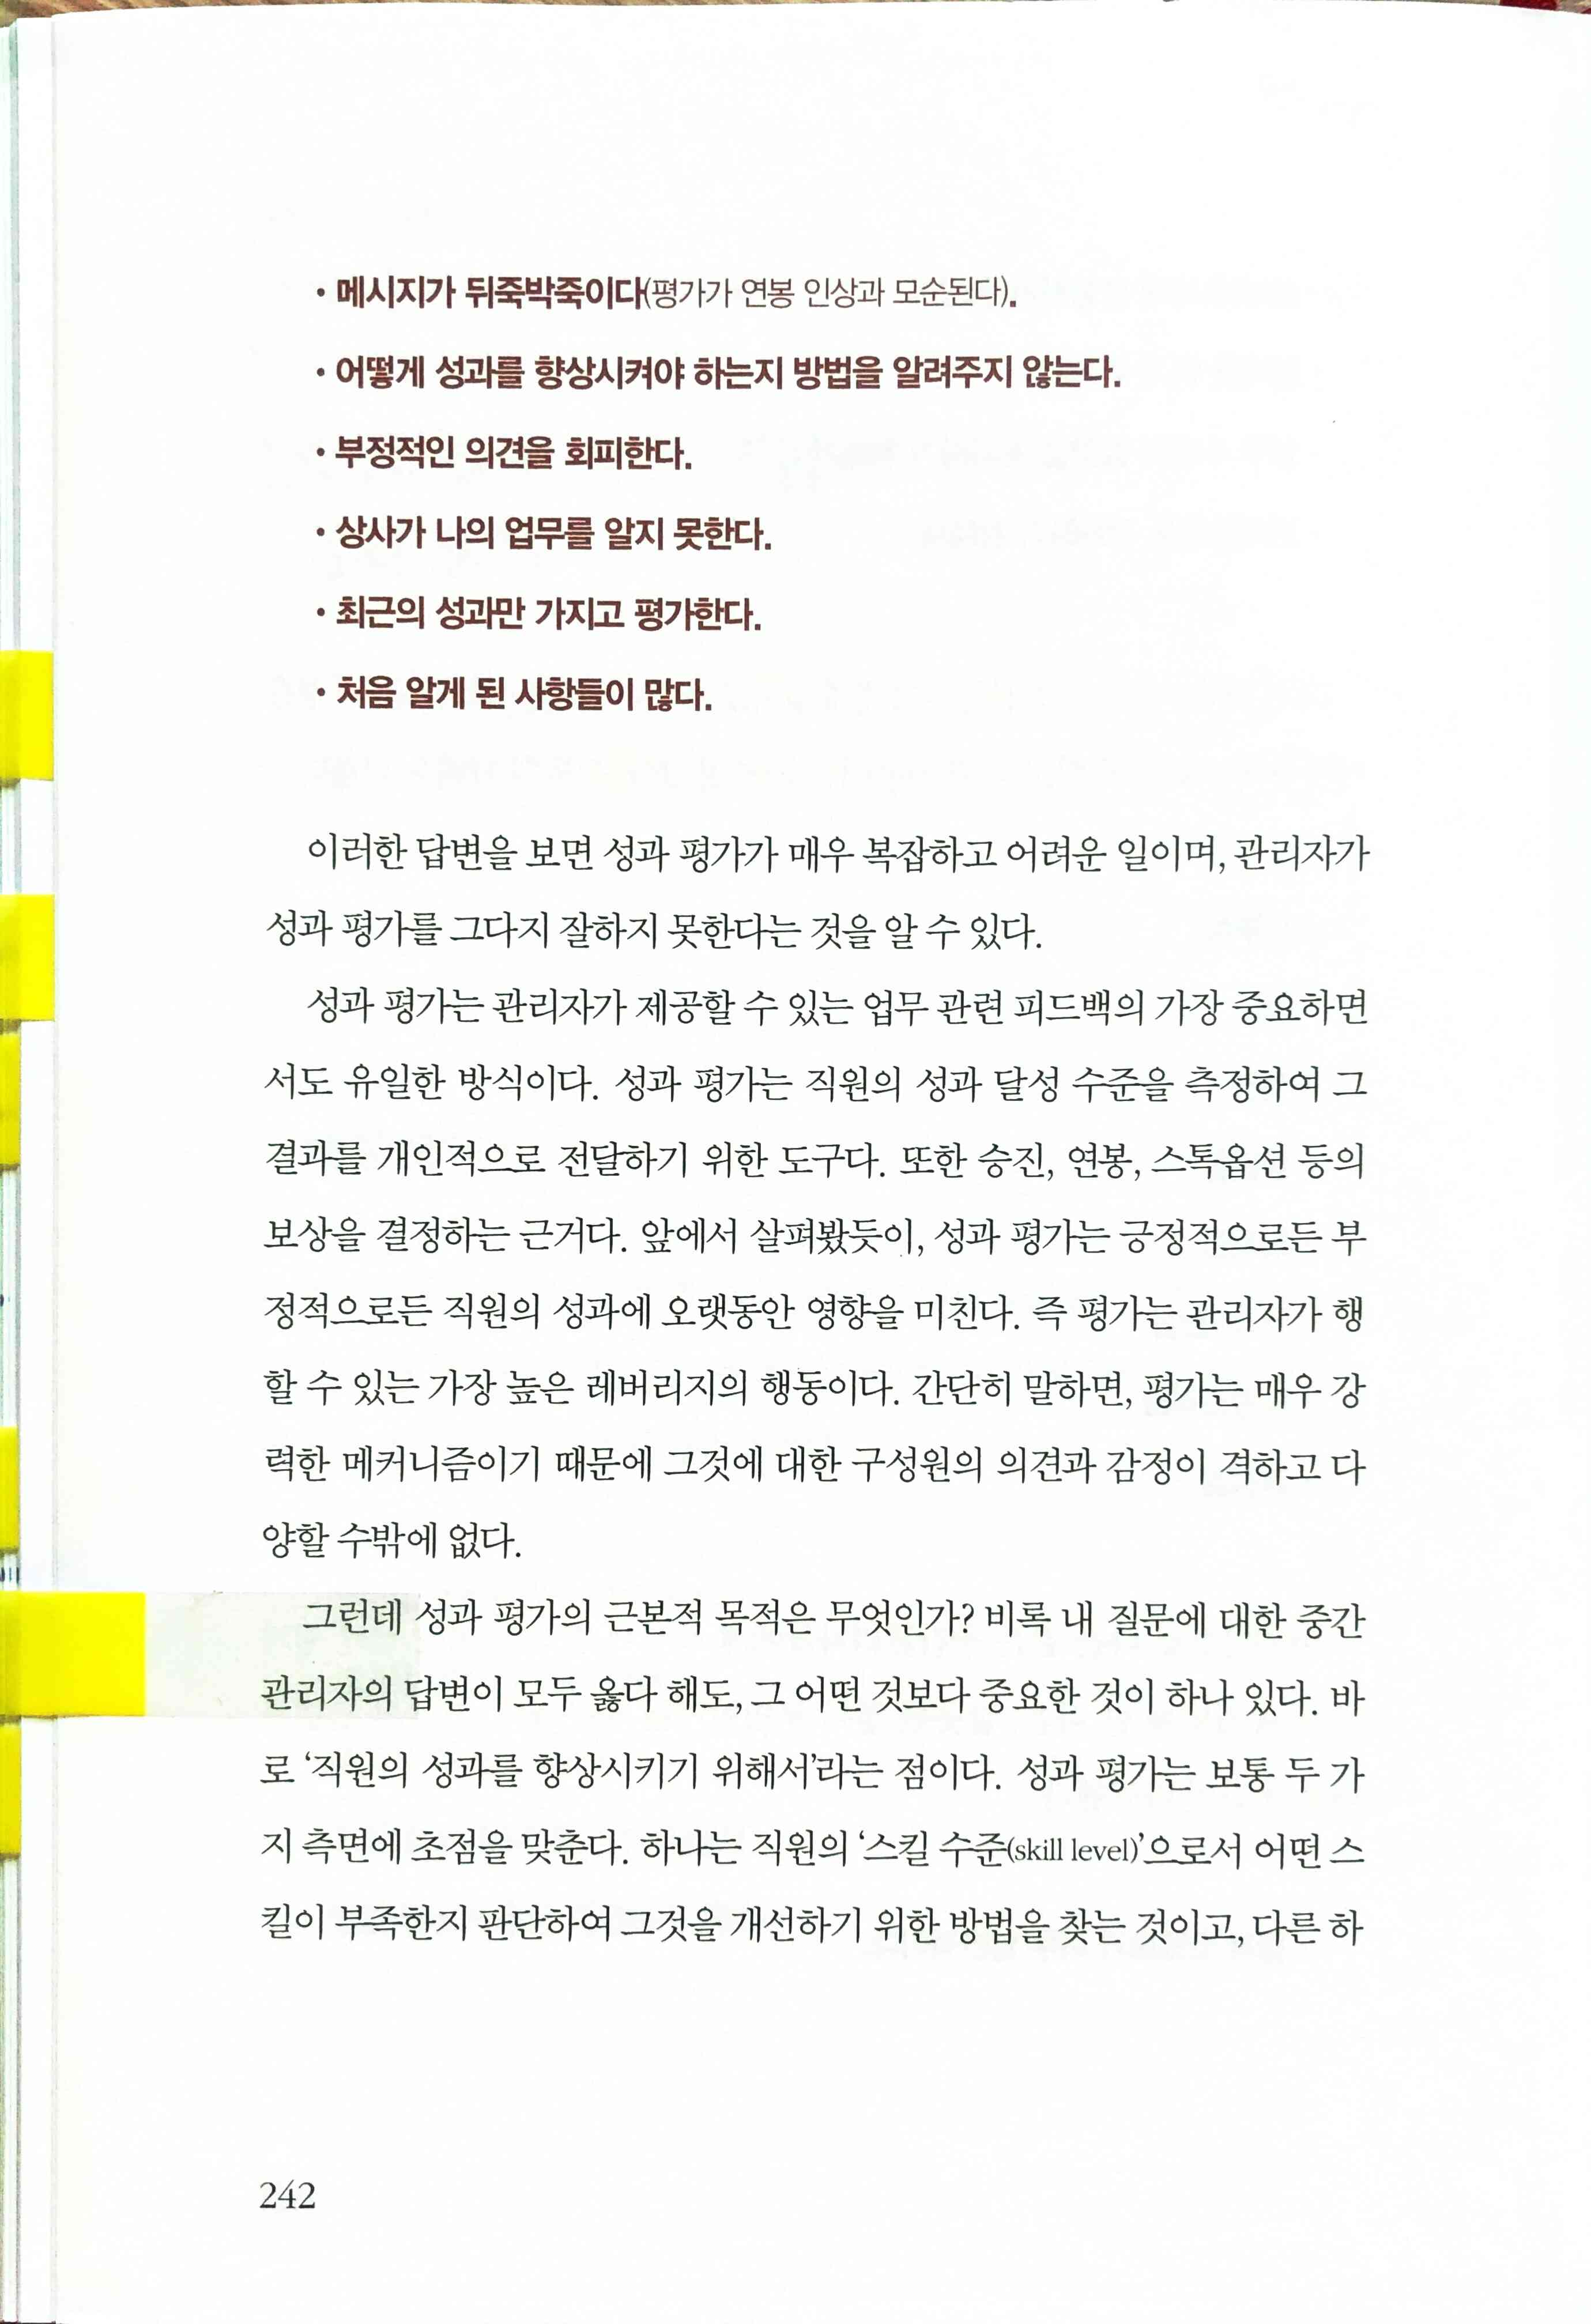 · 메시지가 뒤죽박죽이다(평가가 연봉 인상과 모순된다).
· 어떻게 성과를 향상시켜야 하는지 방법을 알려주지 않는다.
· 부정적인 의견을 회피한다.
· 상사가 나의 업무를 알지 못한다.
· 최근의 성과만 가지고 평가한다.
· 처음 알게 된 사항들이 많다.
이러한 답변을 보면 성과 평가가 매우 복잡하고 어려운 일이며, 관리자가
성과 평가를 그다지 잘하지 못한다는 것을 알 수 있다.
성과 평가는 관리자가 제공할 수 있는 업무 관련 피드백의 가장 중요하면
서도 유일한 방식이다. 성과 평가는 직원의 성과 달성 수준을 측정하여 그
결과를 개인적으로 전달하기 위한 도구다. 또한 승진, 연봉, 스톡옵션 등의
보상을 결정하는 근거다. 앞에서 살펴봤듯이, 성과 평가는 긍정적으로든 부
정적으로든 직원의 성과에 오랫동안 영향을 미친다. 즉 평가는 관리자가 행
할 수 있는 가장 높은 레버리지의 행동이다. 간단히 말하면, 평가는 매우 강
력한 메커니즘이기 때문에 그것에 대한 구성원의 의견과 감정이 격하고 다
양할 수밖에 없다.
그런데 성과 평가의 근본적 목적은 무엇인가? 비록 내 질문에 대한 중간
관리자의 답변이 모두 옳다 해도, 그 어떤 것보다 중요한 것이 하나 있다. 바
로 ‘직원의 성과를 향상시키기 위해서’라는 점이다. 성과 평가는 보통 두 가
지 측면에 초점을 맞춘다. 하나는 직원의 ‘스킬 수준(skill level)’으로서 어떤 스
킬이 부족한지 판단하여 그것을 개선하기 위한 방법을 찾는 것이고, 다른 하
242